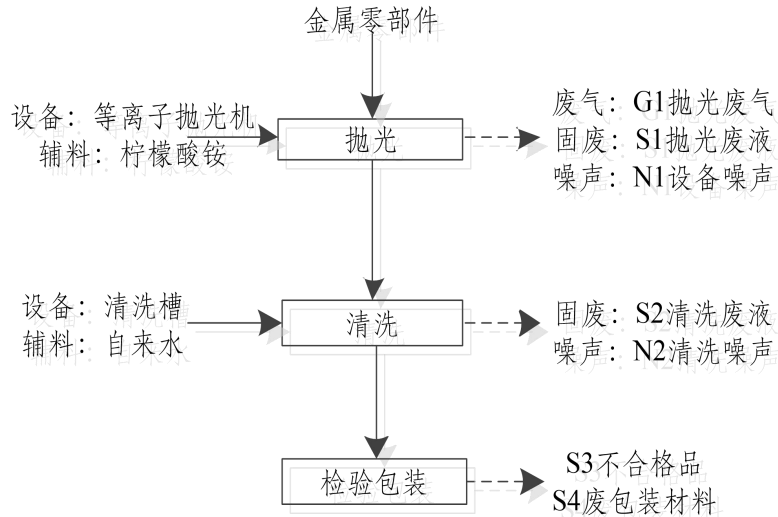 金属零部件
设备：等离子抛光机
辅料：柠檬酸铵
抛光
废气：G1抛光废气
固废：S1抛光废液
噪声：N1设备噪声
设备：清洗槽
辅料：自来水
清洗
固废：S2清洗废液
噪声：N2清洗噪声
检验包装
S3不合格品
S4废包装材料